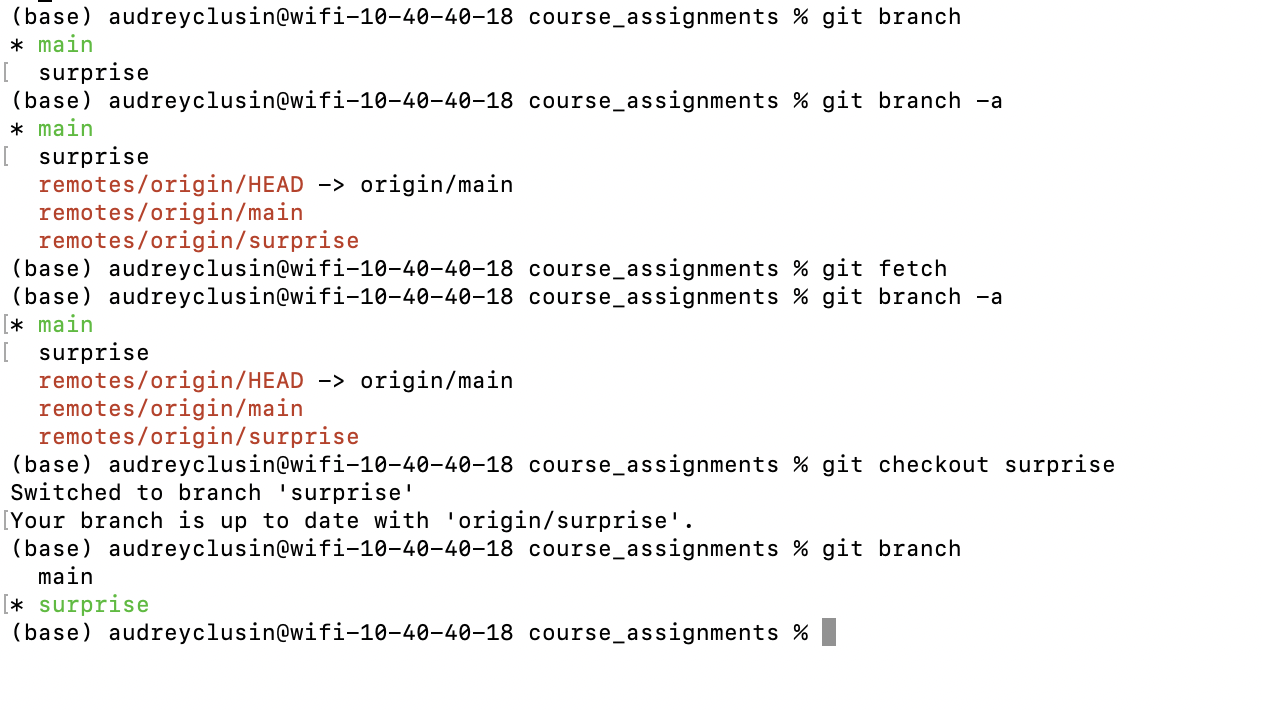 (base) audreyclusin@wifi-10-40-40-18 course_assignments % git branch
* main
[  surprise
(base) audreyclusin@wifi-10-40-40-18 course_assignments % git branch -a
* main
[  surprise
  remotes/origin/HEAD -> origin/main
  remotes/origin/main
  remotes/origin/surprise
(base) audreyclusin@wifi-10-40-40-18 course_assignments % git fetch
(base) audreyclusin@wifi-10-40-40-18 course_assignments % git branch -a
[* main
[  surprise
  remotes/origin/HEAD -> origin/main
  remotes/origin/main
  remotes/origin/surprise
(base) audreyclusin@wifi-10-40-40-18 course_assignments % git checkout surprise
Switched to branch 'surprise'
[Your branch is up to date with 'origin/surprise'.
(base) audreyclusin@wifi-10-40-40-18 course_assignments % git branch
  main
[* surprise
(base) audreyclusin@wifi-10-40-40-18 course_assignments %